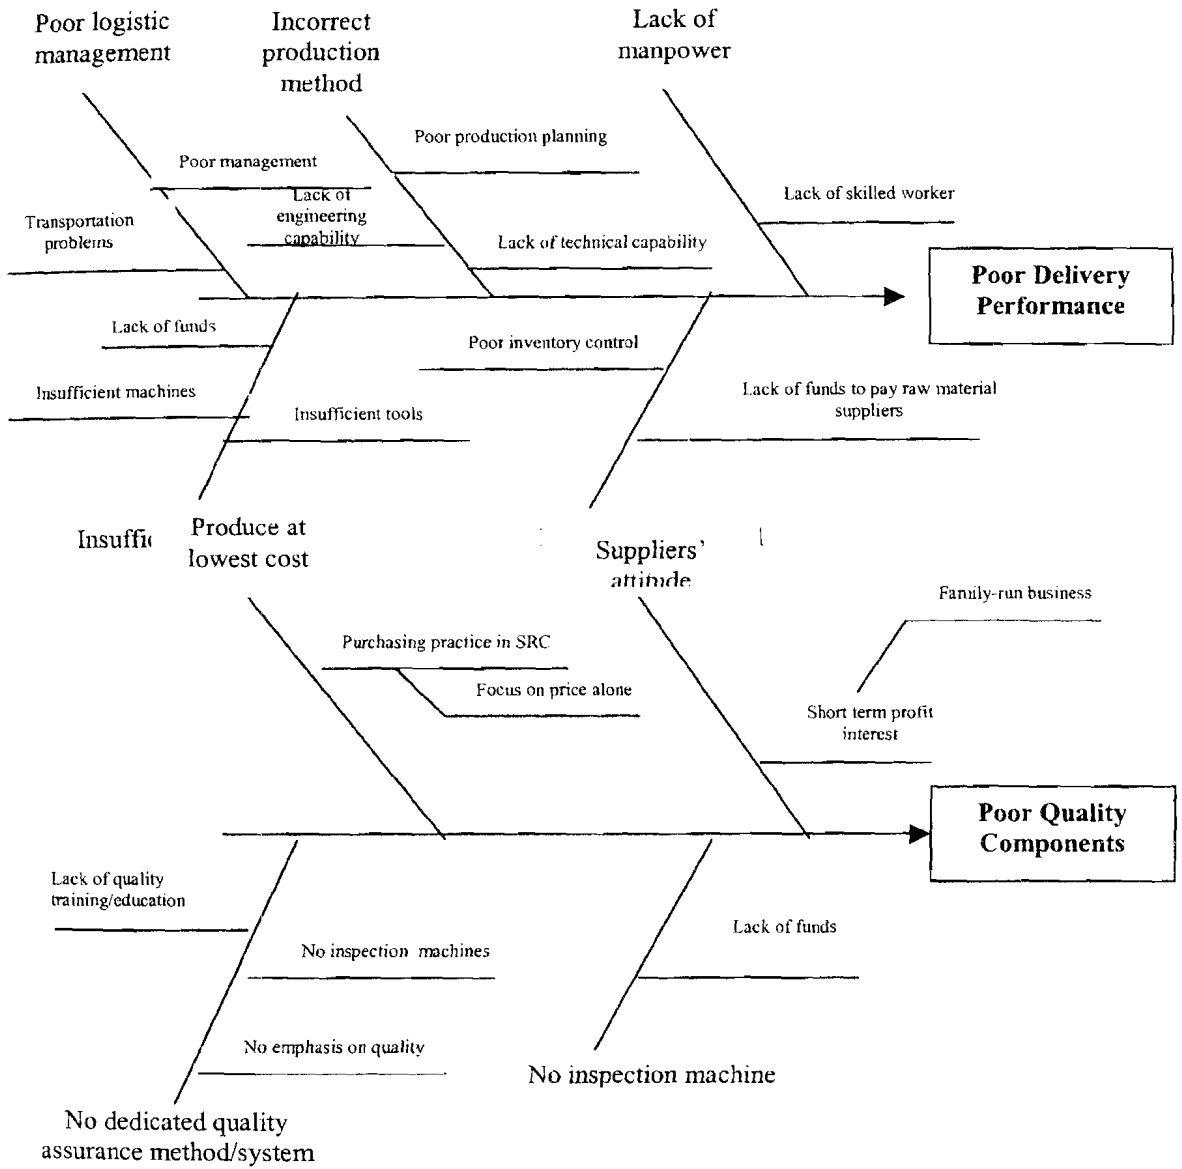 Poor logistic
management
Incorrect
production
method
Lack of
manpower
Poor production planning
Poor management
Lack of
engineering
capability
Lack of skilled worker
Transportation
problems
Lack of technical capability
Poor Delivery
Performance
Lack of funds
Poor inventory control
Insufficient machines
Insufficient tools
Lack of funds to pay raw material
suppliers
Produce at
lowest cost
Suppliers'
attitude
Family-run business
Purchasing practice in SRC
Focus on price alone
Short term profit
interest
Poor Quality
Components
Lack of quality
training/education
Lack of funds
No inspection machines
No emphasis on quality
No inspection machine
No dedicated quality
assurance method/system